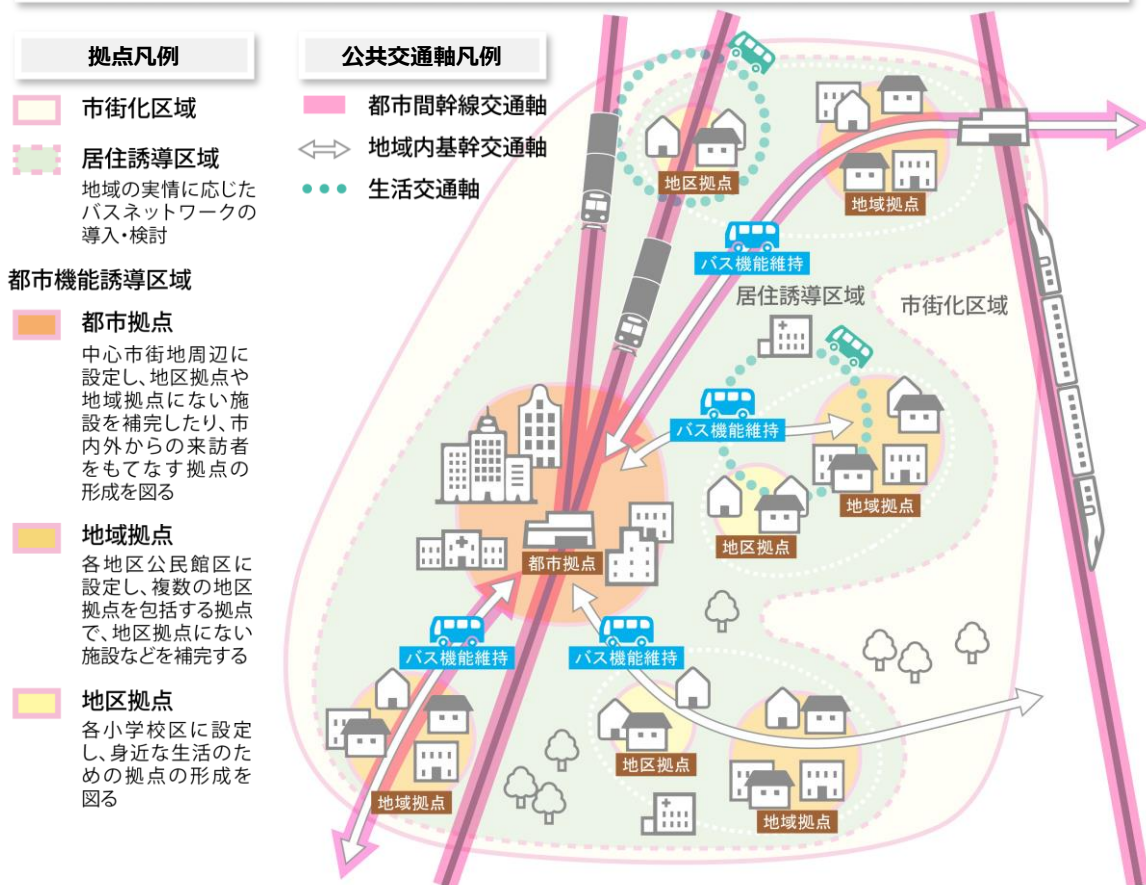 拠点凡例
市街化区域
居住誘導区域
地域の実情に応じた
バスネットワークの
導入・検討
都市機能誘導区域
都市拠点
中心市街地周辺に
設定し、地区拠点や
地域拠点にない施
設を補完したり、市
内外からの来訪者
をもてなす拠点の
形成を図る
地域拠点
各地区公民館区に
設定し、複数の地区
拠点を包括する拠点
で、地区拠点にない
施設などを補完する
地区拠点
各小学校区に設定
し、身近な生活のた
めの拠点の形成を
図る
公共交通軸凡例
都市間幹線交通軸
地域内基幹交通軸
生活交通軸
地区拠点
地域拠点
バス機能維持
居住誘導区域
市街化区域
バス機能維持
地域拠点
地区拠点
都市拠点
バス機能維持
バス機能維持
地区拠点
地域拠点
地域拠点